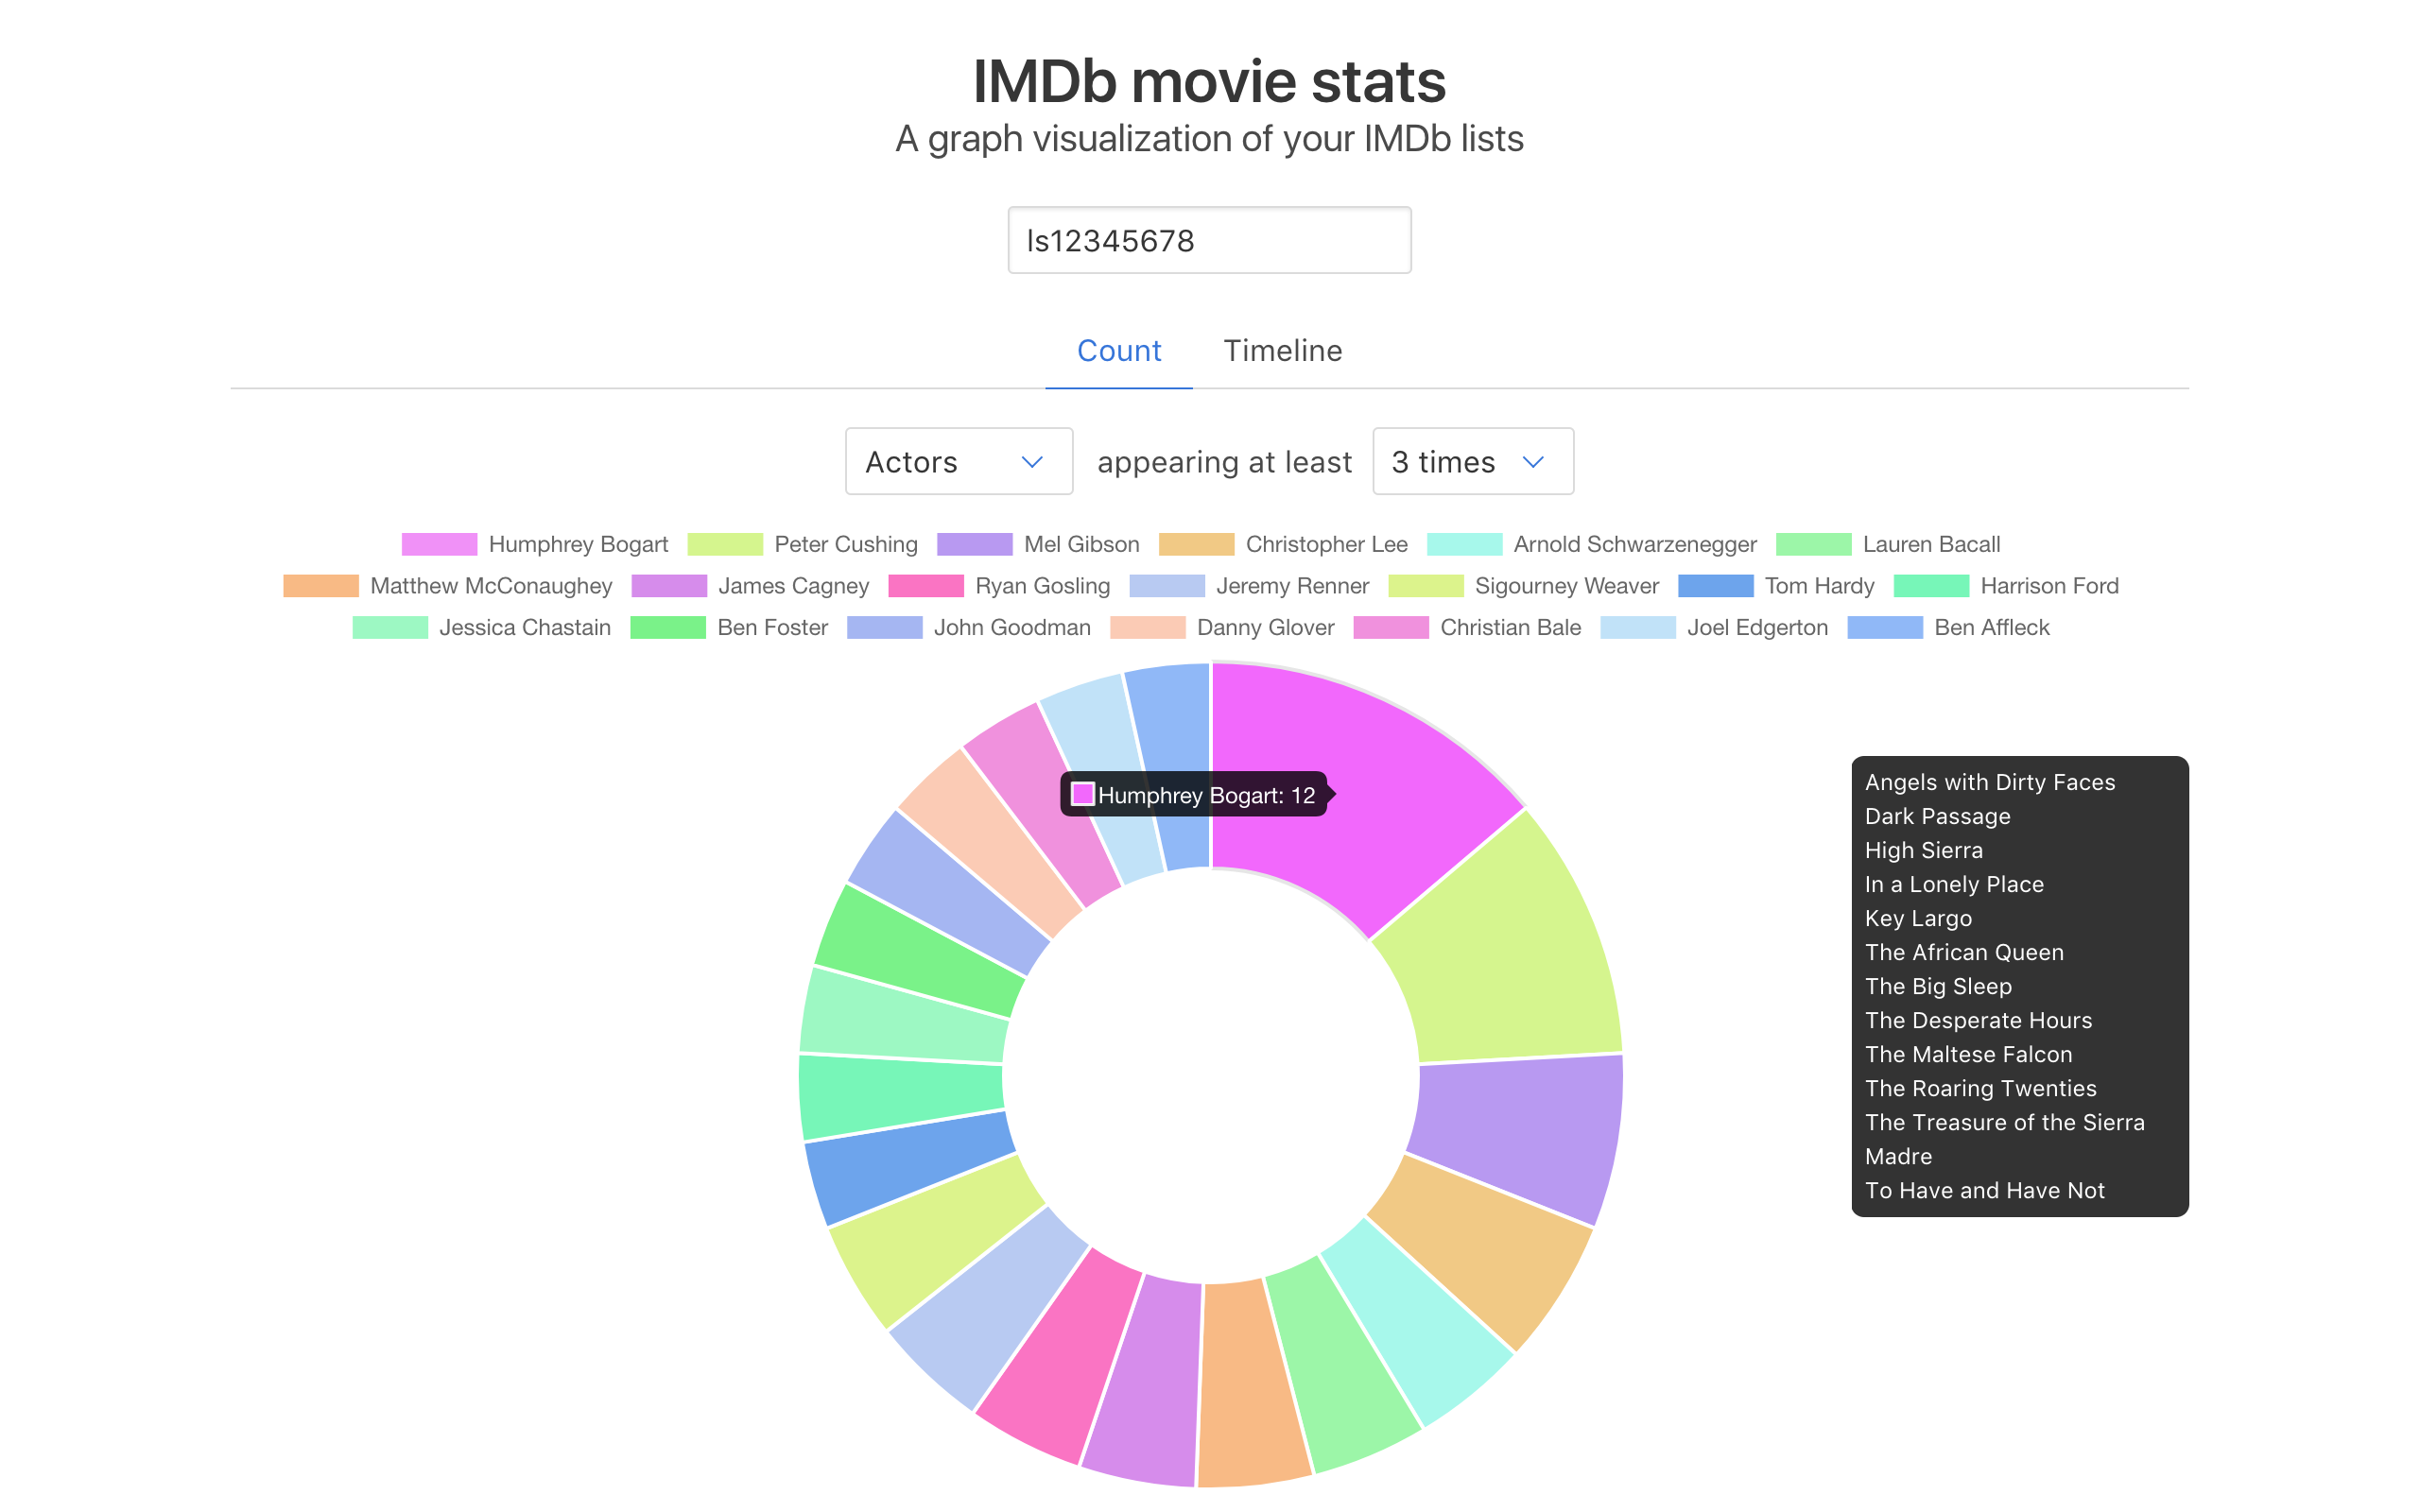 IMDb movie stats
A graph visualization of your IMDb lists
ls12345678
Count Timeline
Actors appearing at least 3 times
Humphrey Bogart Peter Cushing Mel Gibson Christopher Lee Arnold Schwarzenegger Lauren Bacall
Matthew McConaughey James Cagney Ryan Gosling Jeremy Renner Sigourney Weaver Tom Hardy Harrison Ford
Jessica Chastain Ben Foster John Goodman Danny Glover Christian Bale Joel Edgerton Ben Affleck
Humphrey Bogart: 12
Angels with Dirty Faces
Dark Passage
High Sierra
In a Lonely Place
Key Largo
The African Queen
The Big Sleep
The Desperate Hours
The Maltese Falcon
The Roaring Twenties
The Treasure of the Sierra
Madre
To Have and Have Not